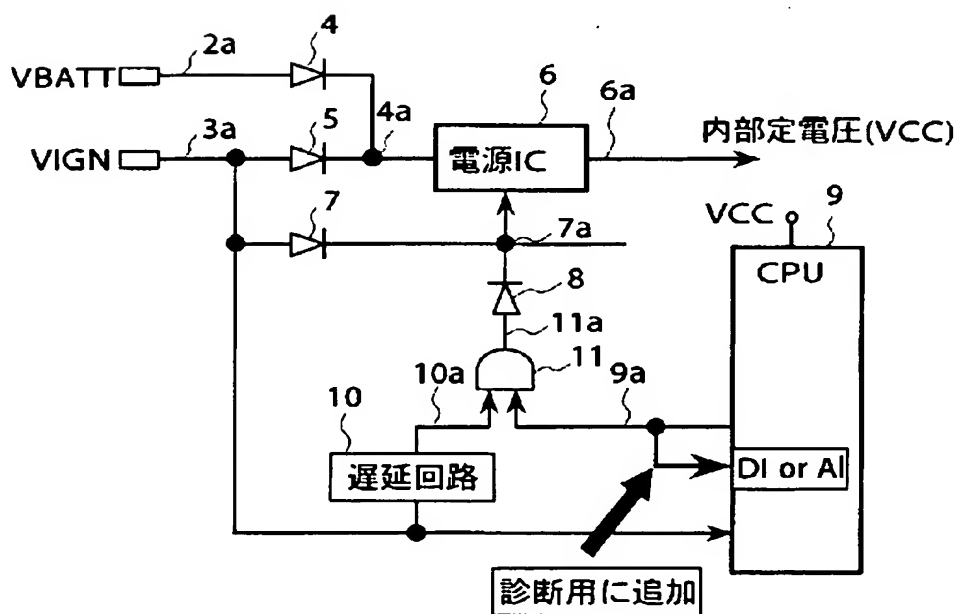 4
2a
VBATT
6
6a
3a
5
4a
内部定電圧(VCC)
VIGN
電源IC
7
7a
VCC
9
CPU
8
11a
11
10a
9a
10
遅延回路
DI or AI
診断用に追加